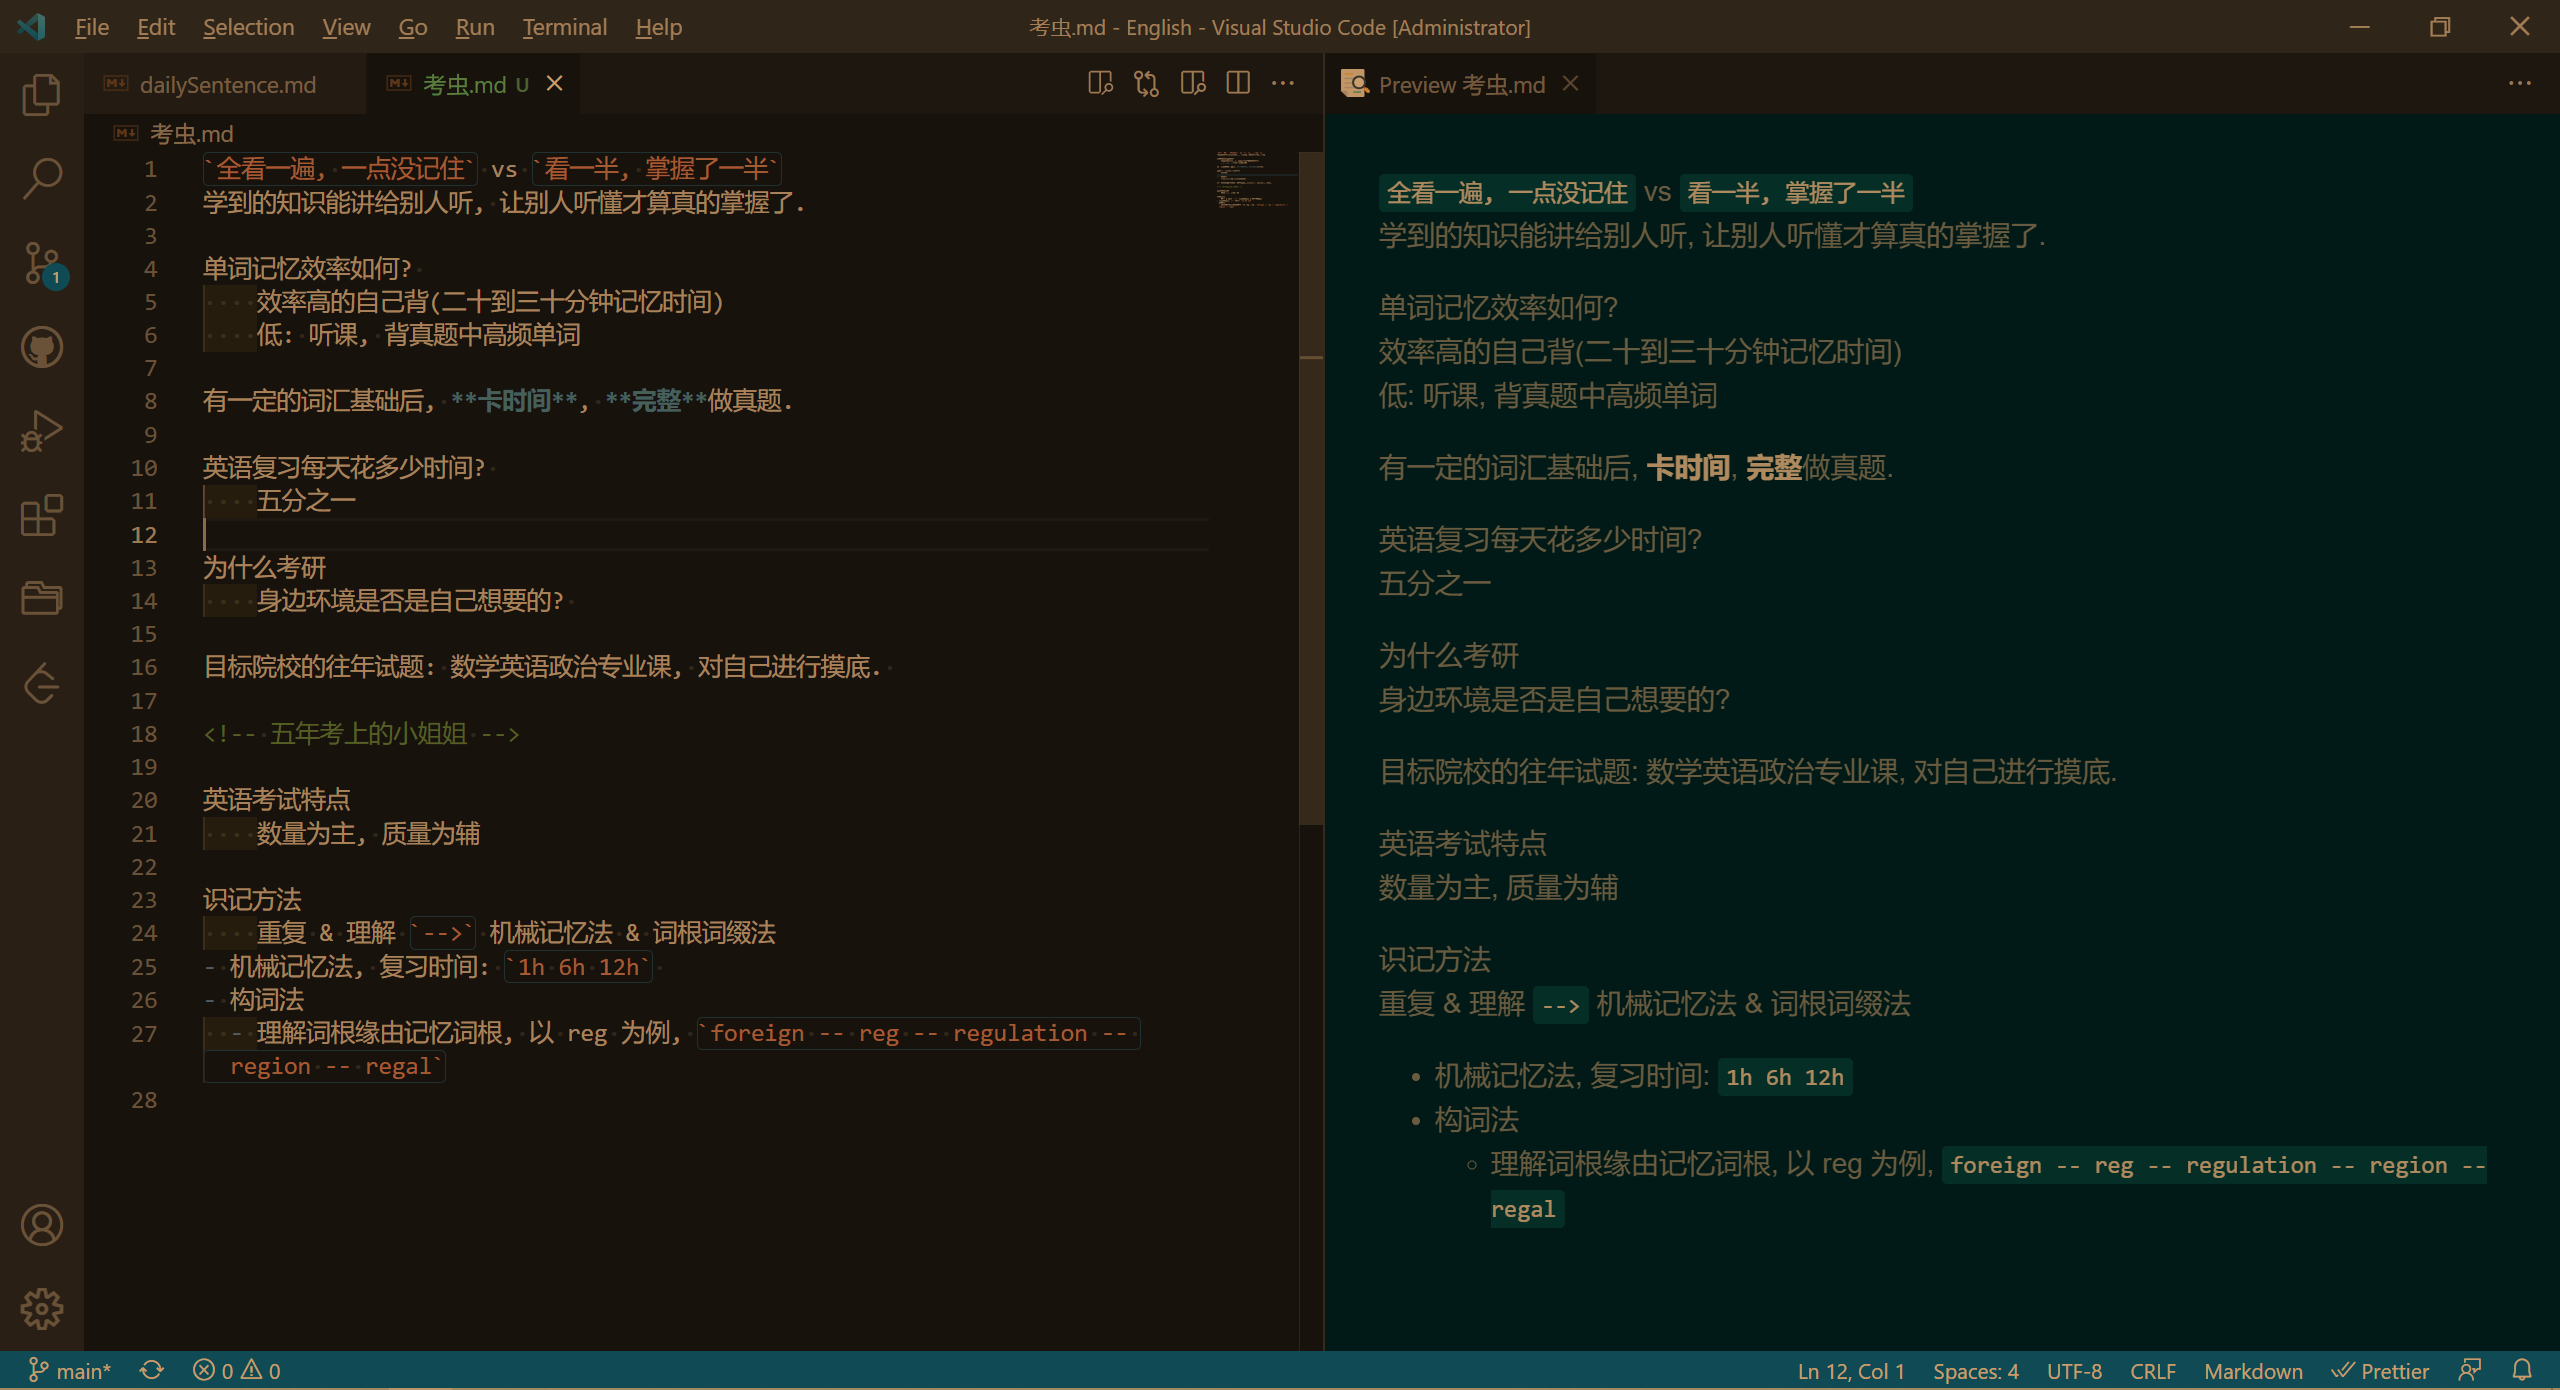 File Edit Selection View Go Run Terminal Help
考虫.md - English - Visual Studio Code [Administrator]
dailySentence.md
考虫.md U
Preview 考虫.md
考虫.md
1 `全看一遍, 一点没记住` vs `看一半, 掌握了一半`
2 学到的知识能讲给别人听, 让别人听懂才算真的掌握了.
3
4 单词记忆效率如何?
5 效率高的自己背(二十到三十分钟记忆时间)
6 低: 听课, 背真题中高频单词
7
8 有一定的词汇基础后, **卡时间**, **完整**做真题.
9
10 英语复习每天花多少时间?
11 五分之一
12
13 为什么考研
14 身边环境是否是自己想要的?
15
16 目标院校的往年试题: 数学英语政治专业课, 对自己进行摸底.
17
18 <!-- 五年考上的小姐姐 -->
19
20 英语考试特点
21 数量为主, 质量为辅
22
23 识记方法
24 重复 & 理解 `-->` 机械记忆法 & 词根词缀法
25 - 机械记忆法, 复习时间: `1h 6h 12h`
26 - 构词法
27 - 理解词根缘由记忆词根, 以 reg 为例, `foreign -- reg -- regulation --
region -- regal`
28
全看一遍, 一点没记住 vs 看一半, 掌握了一半
学到的知识能讲给别人听, 让别人听懂才算真的掌握了.
单词记忆效率如何?
效率高的自己背(二十到三十分钟记忆时间)
低: 听课, 背真题中高频单词
有一定的词汇基础后, 卡时间, 完整做真题.
英语复习每天花多少时间?
五分之一
为什么考研
身边环境是否是自己想要的?
目标院校的往年试题: 数学英语政治专业课, 对自己进行摸底.
英语考试特点
数量为主, 质量为辅
识记方法
重复 & 理解 --> 机械记忆法 & 词根词缀法
• 机械记忆法, 复习时间: 1h 6h 12h
• 构词法
◦ 理解词根缘由记忆词根, 以 reg 为例, foreign -- reg -- regulation -- region --
regal
1
main* 0 0
Ln 12, Col 1 Spaces: 4 UTF-8 CRLF Markdown Prettier